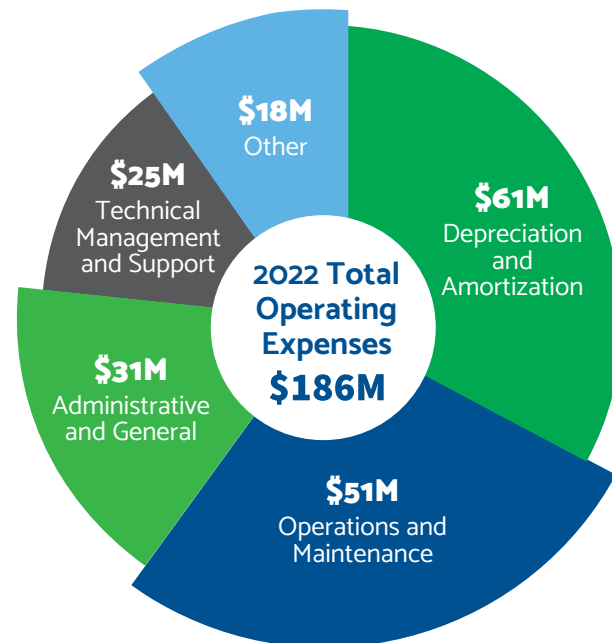 $18M
Other
$61M
Depreciation
and
Amortization
$51M
Operations and
Maintenance
$31M
Administrative
and General
$25M
Technical
Management
and Support
2022 Total
Operating
Expenses
$186M